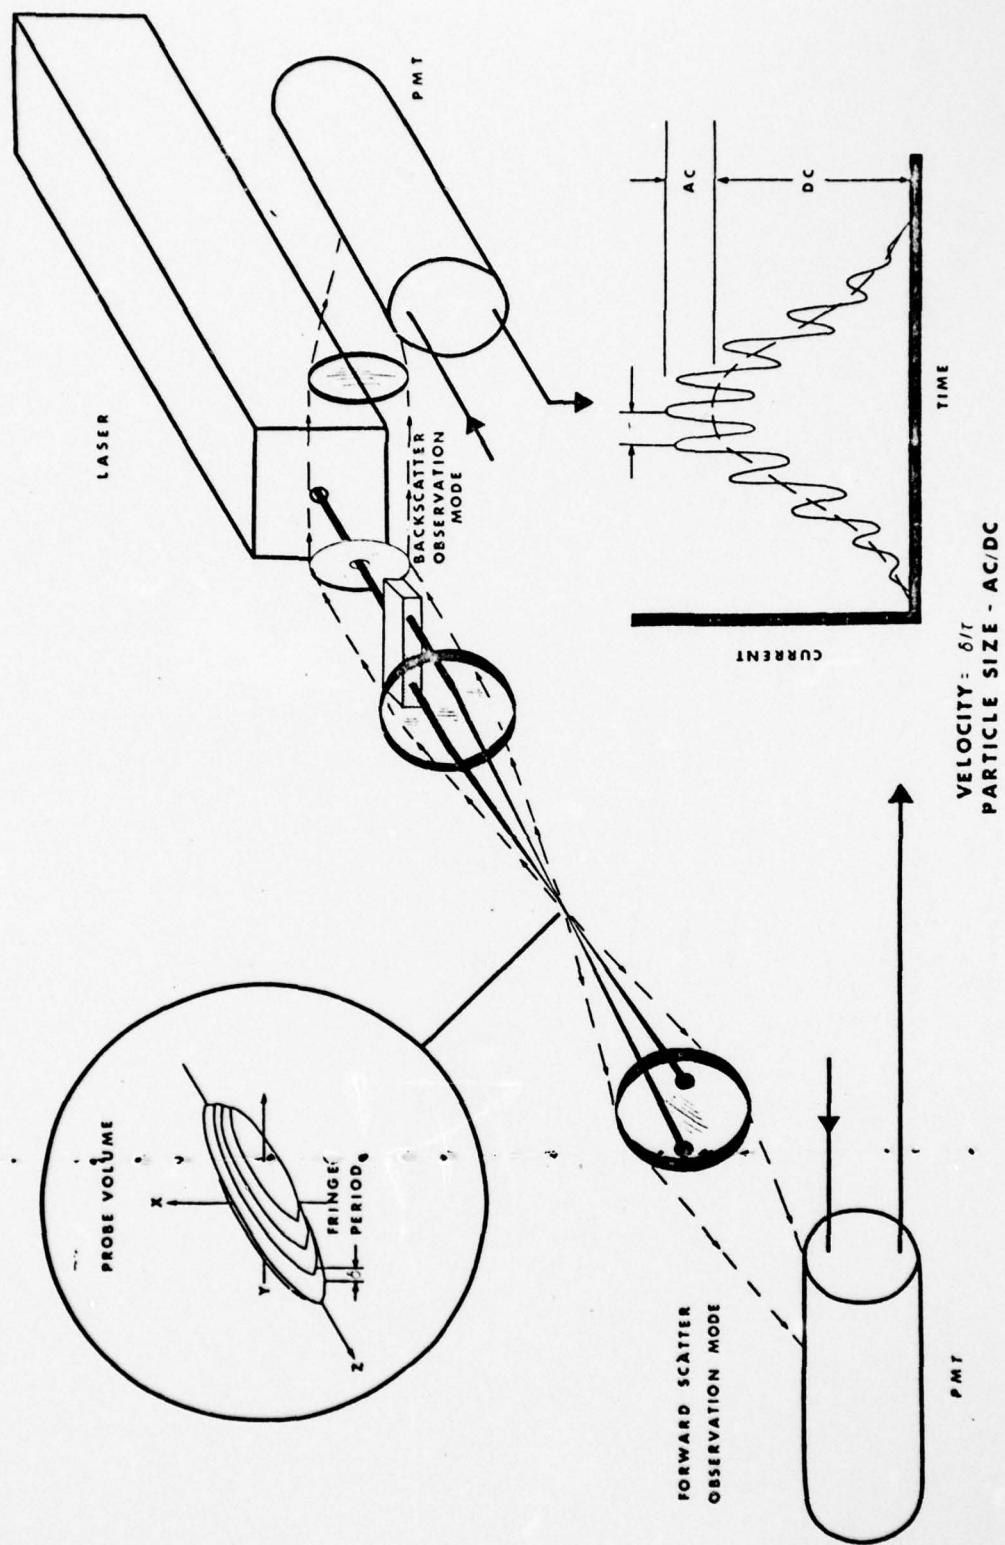 LASER
PMT
PROBE VOLUME
X
Y
Z
FRINGE
PERIOD
δ
BACKSCATTER
OBSERVATION
MODE
FORWARD SCATTER
OBSERVATION MODE
PMT
CURRENT
AC
DC
TIME
VELOCITY = δ/τ
PARTICLE SIZE - AC/DC